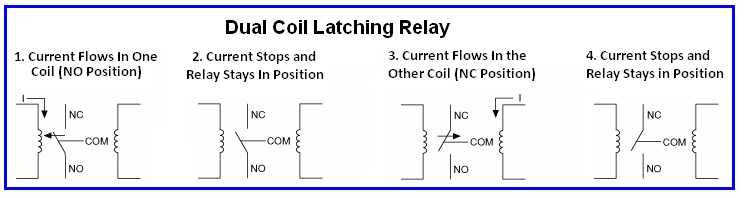 Dual Coil Latching Relay
1. Current Flows In One
Coil (NO Position)
2. Current Stops and
Relay Stays In Position
3. Current Flows In the
Other Coil (NC Position)
4. Current Stops and
Relay Stays in Position
I
NC
COM
NO
NC
COM
NO
I
NC
COM
NO
NC
COM
NO